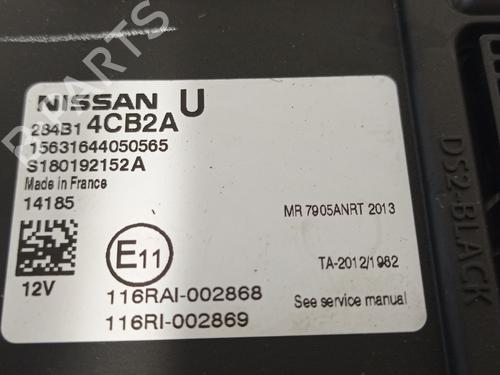 B-PARTS
NISSAN U
284B1 4CB2A
15631644050565
S180192152A
Made in France
14185
MR 7905ANRT 2013
E11
TA-2012/1982
12V
116RAI-002868
See service manual
116RI-002869
DS2-BLACK